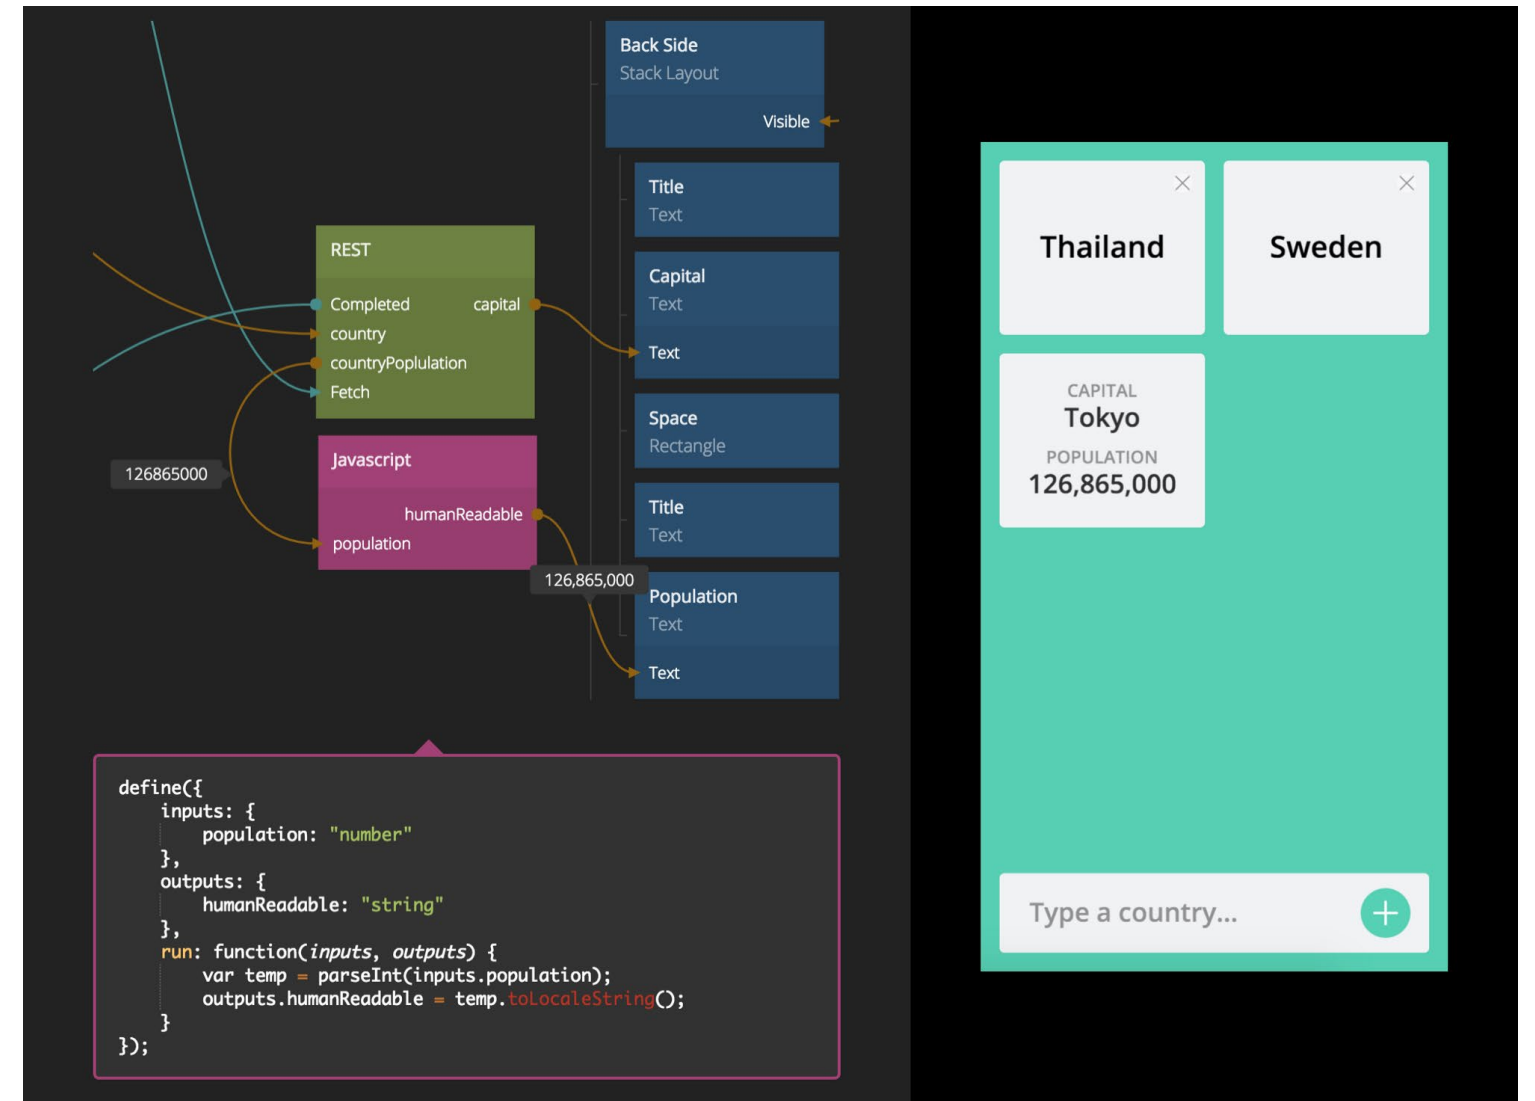 Back Side
Stack Layout
Visible
Title
Text
REST
Completed
capital
country
countryPoplulation
Fetch
Capital
Text
Text
Space
Rectangle
Javascript
humanReadable
population
126865000
126,865,000
Title
Text
Population
Text
Text
define({
    inputs: {
        population: "number"
    },
    outputs: {
        humanReadable: "string"
    },
    run: function(inputs, outputs) {
        var temp = parseInt(inputs.population);
        outputs.humanReadable = temp.toLocaleString();
    }
});
Thailand
Sweden
CAPITAL
Tokyo
POPULATION
126,865,000
Type a country...